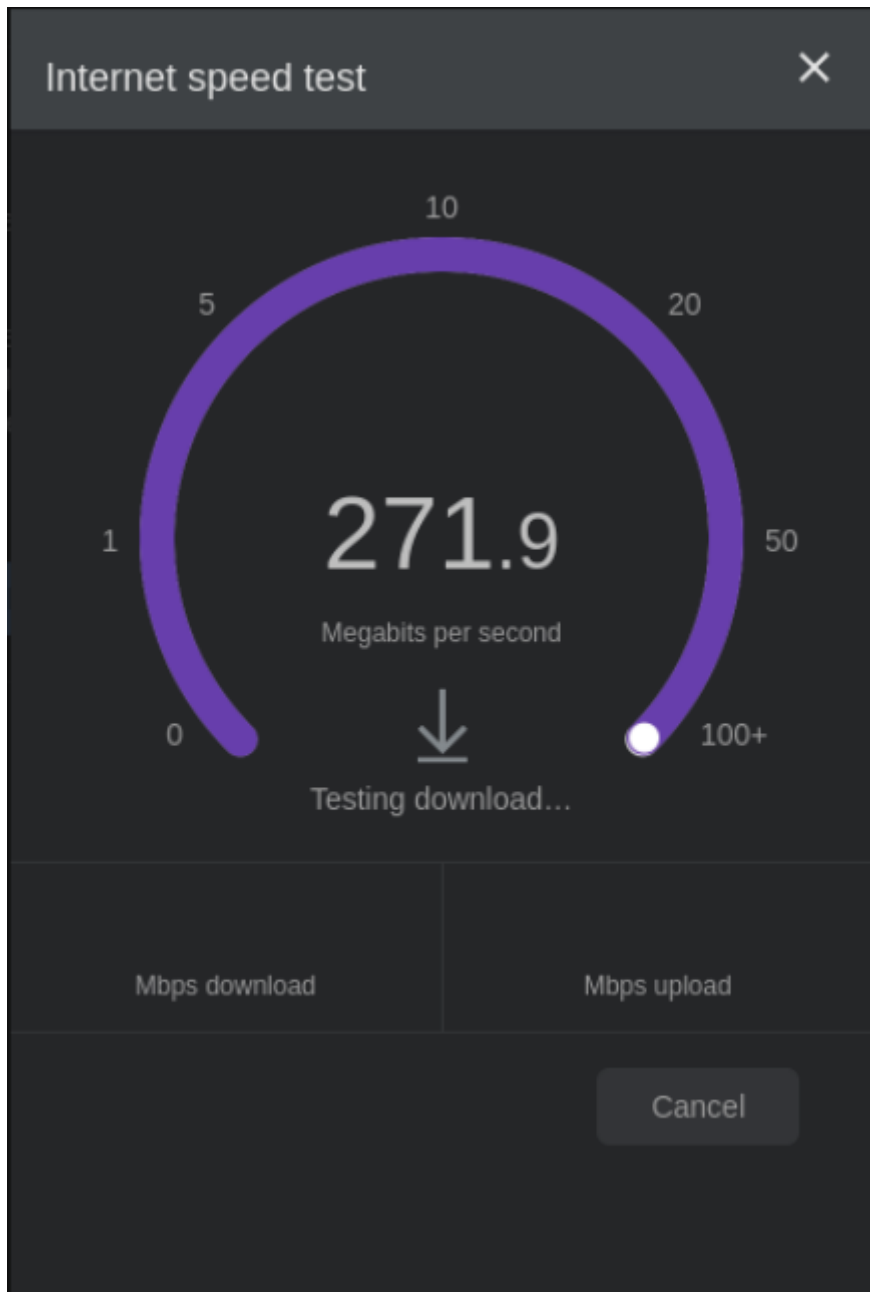 Internet speed test
10
5
20
271.9
1
50
Megabits per second
0
100+
Testing download…
Mbps download
Mbps upload
Cancel